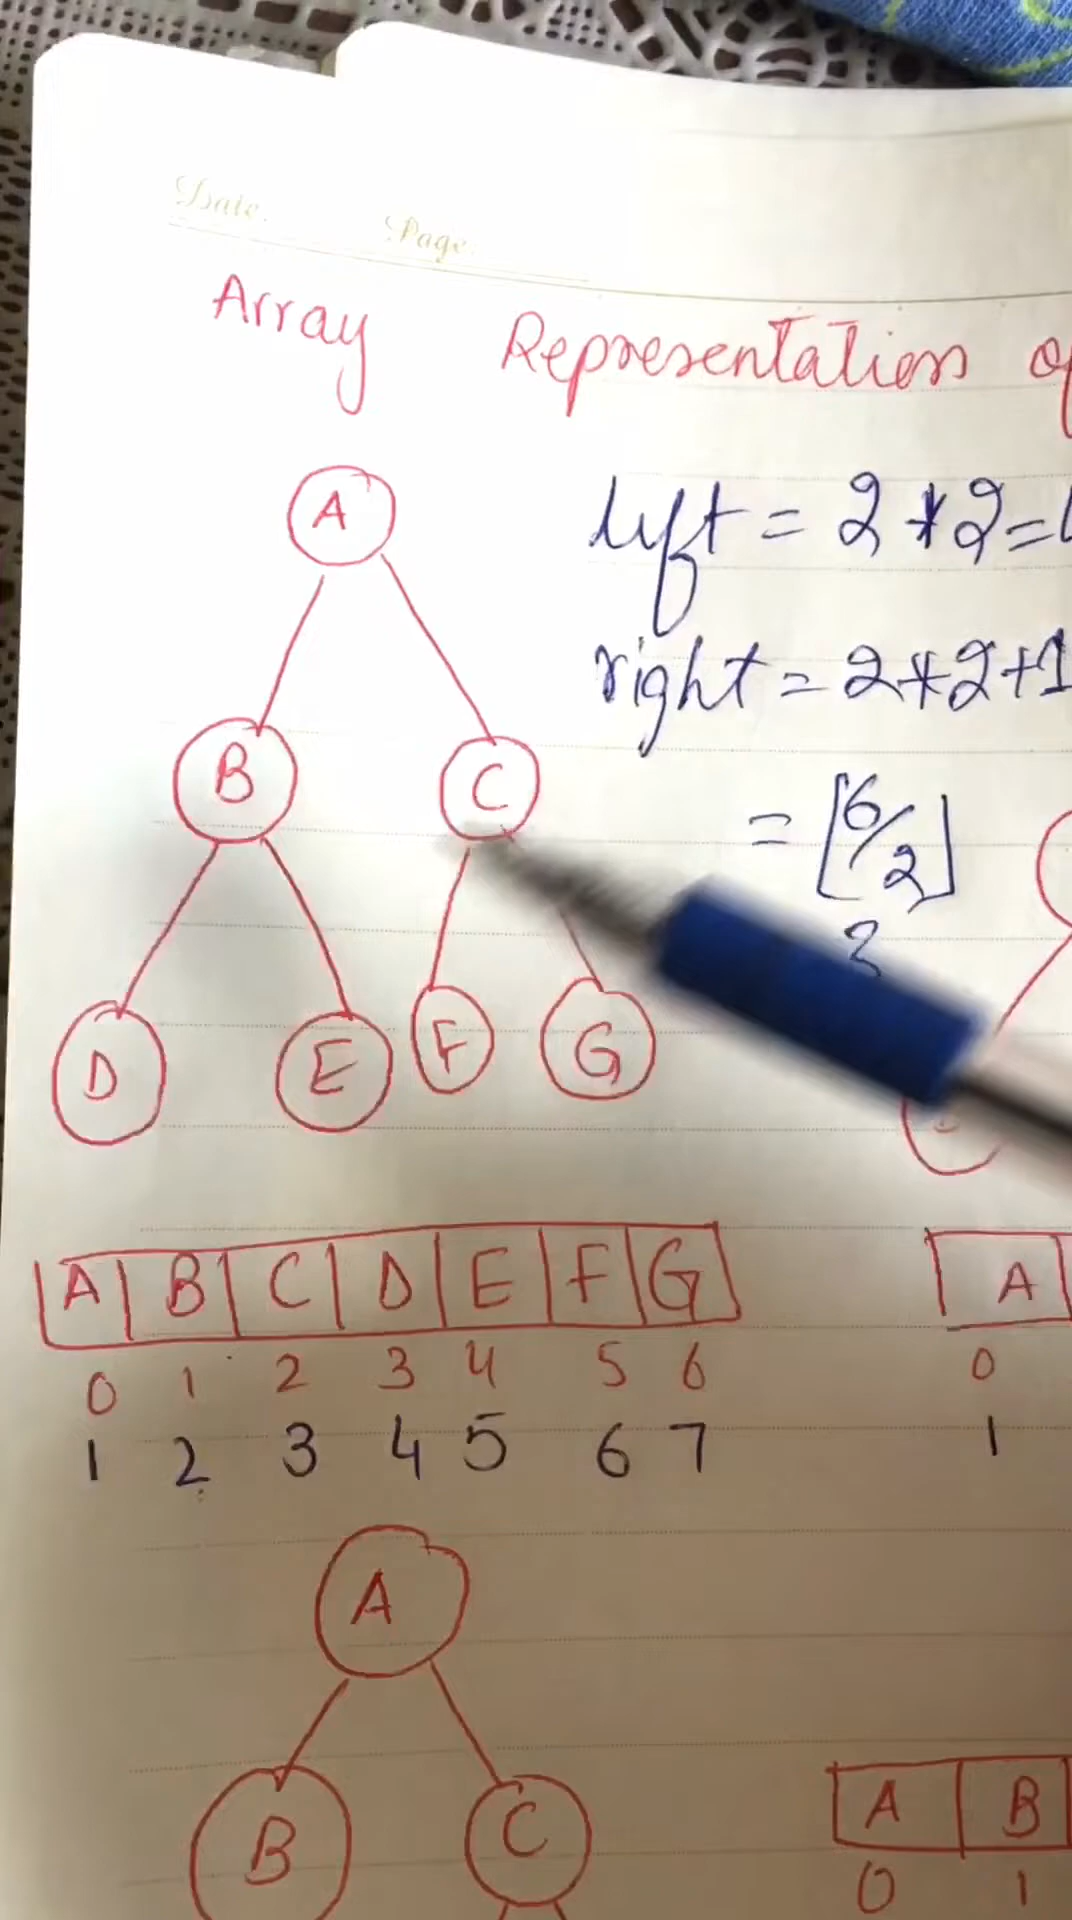 Date.
Page.
Array Representation of
A
left = 2 * 2 =
right = 2*2+1
B C
= ⌊6/2⌋
D E F G
A B C D E F G
0 1 2 3 4 5 6
1 2 3 4 5 6 7
A
0
1
A
B C
A B
0 1